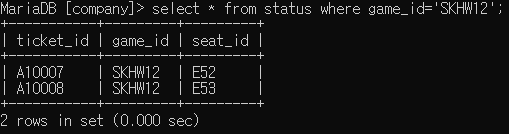 MariaDB [company]> select * from status where game_id='SKHW12';
+-----------+---------+---------+
| ticket_id | game_id | seat_id |
+-----------+---------+---------+
| A10007    | SKHW12  | E52     |
| A10008    | SKHW12  | E53     |
+-----------+---------+---------+
2 rows in set (0.000 sec)